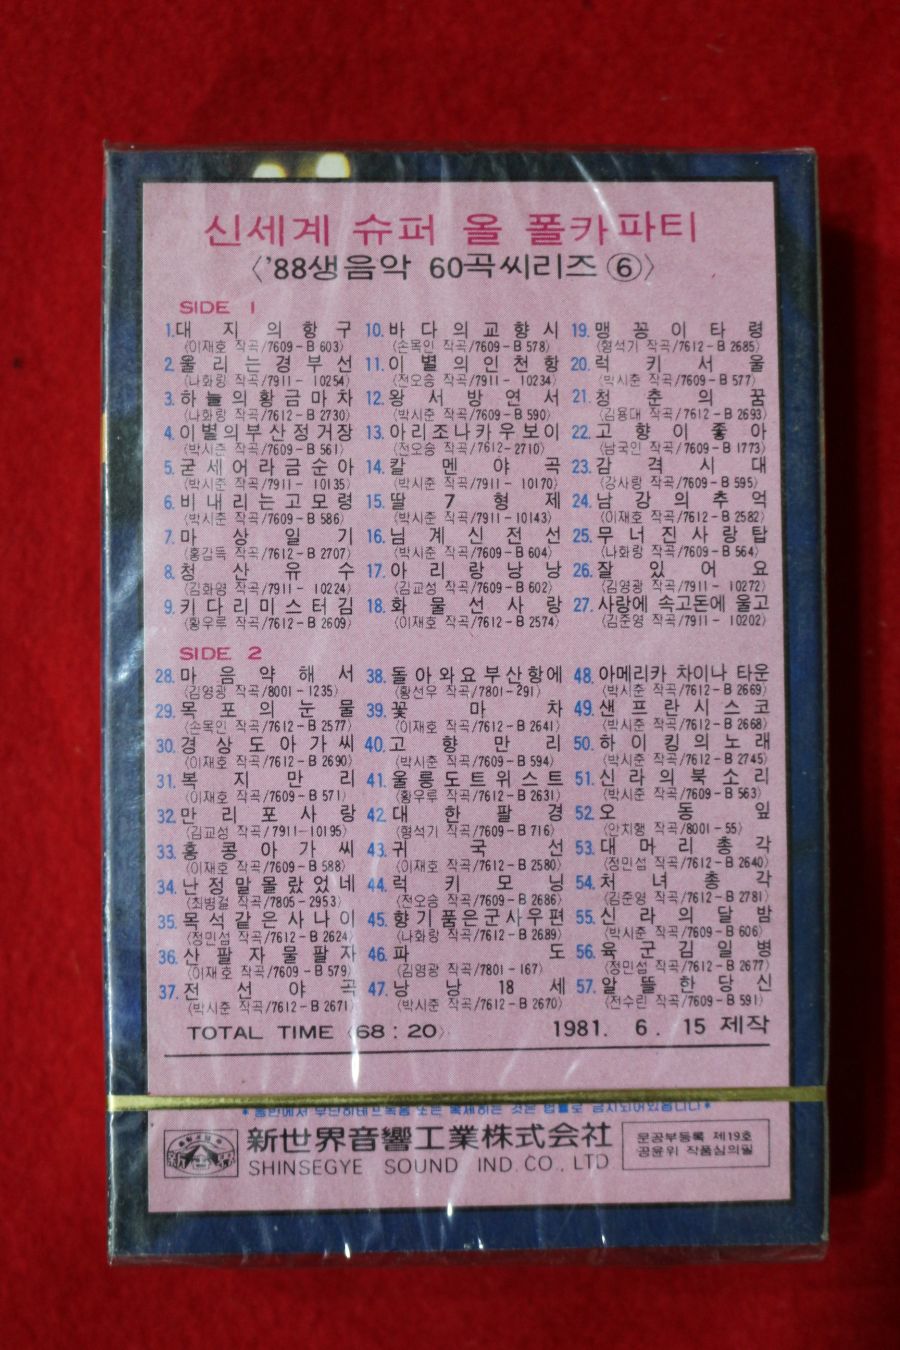 신세계 슈퍼 올 폴카파티
〈'88생음악 60곡씨리즈⑥〉
SIDE 1
1.대지의항구
〈이재호 작곡/7609-B 603〉
2.울리는경부선
〈나화랑 작곡/7911- 10254〉
3.하늘의황금마차
〈나화랑 작곡/7612-B 2730〉
4.이별의부산정거장
〈박시춘 작곡/7609-B 561〉
5.굳세어라금순아
〈박시춘 작곡/7911- 10135〉
6.비내리는고모령
〈박시춘 작곡/7609-B 586〉
7.마상일기
〈홍갑득 작곡/7612-B 2707〉
8.청산유수
〈김화영 작곡/7911- 10224〉
9.키다리미스터김
〈황우루 작곡/7612-B 2609〉
10.바다의교향시
〈손목인 작곡/7609-B 578〉
11.이별의인천항
〈전오승 작곡/7911- 10234〉
12.왕서방연서
〈박시춘 작곡/7609-B 590〉
13.아리조나카우보이
〈전오승 작곡/7612-2710〉
14.칼멘야곡
〈박시춘 작곡/7911- 10170〉
15.딸7형제
〈박시춘 작곡/7911-10143〉
16.님계신전선
〈박시춘 작곡/7609-B 604〉
17.아리랑낭낭
〈김교성 작곡/7609-B 602〉
18.화물선사랑
〈이재호 작곡/7612-B 2574〉
19.맹꽁이타령
〈형석기 작곡/7612-B 2685〉
20.럭키서울
〈박시춘 작곡/7609-B 577〉
21.청춘의꿈
〈김용대 작곡/7612-B 2693〉
22.고향이좋아
〈남국인 작곡/7609-B 1773〉
23.감격시대
〈강사랑 작곡/7609-B 595〉
24.남강의추억
〈이재호 작곡/7612-B 2582〉
25.무너진사랑탑
〈나화랑 작곡/7609-B 564〉
26.잘있어요
〈김영광 작곡/7911- 10272〉
27.사랑에 속고돈에 울고
〈김준영 작곡/7911- 10202〉
SIDE 2
28.마음약해서
〈김영광 작곡/8001-1235〉
29.목포의눈물
〈손목인 작곡/7612-B 2577〉
30.경상도아가씨
〈이재호 작곡/7612-B 2690〉
31.복지만리
〈이재호 작곡/7609-B 571〉
32.만리포사랑
〈김교성 작곡/7911-10195〉
33.홍콩아가씨
〈이재호 작곡/7609-B 588〉
34.난정말몰랐었네
〈최병걸 작곡/7805-2953〉
35.목석같은사나이
〈정민섭 작곡/7612-B 2624〉
36.산팔자물팔자
〈이재호 작곡/7609-B 579〉
37.전선야곡
〈박시춘 작곡/7612-B 2671〉
38.돌아와요부산항에
〈황선우 작곡/7801-291〉
39.꽃마차
〈이재호 작곡/7612-B 2641〉
40.고향만리
〈박시춘 작곡/7609-B 594〉
41.울릉도트위스트
〈황우루 작곡/7612-B 2631〉
42.대한팔경
〈형석기 작곡/7609-B 716〉
43.귀국선
〈이재호 작곡/7612-B 2580〉
44.럭키모닝
〈전오승 작곡/7609-B 2686〉
45.향기품은군사우편
〈나화랑 작곡/7612-B 2689〉
46.파도
〈김영광 작곡/7801-167〉
47.낭낭18세
〈박시춘 작곡/7612-B 2670〉
48.아메리카 차이나 타운
〈박시춘 작곡/7612-B 2669〉
49.샌프란시스코
〈박시춘 작곡/7612-B 2668〉
50.하이킹의노래
〈박시춘 작곡/7612-B 2745〉
51.신라의북소리
〈박시춘 작곡/7609-B 563〉
52.오동잎
〈안치행 작곡/8001-55〉
53.대머리총각
〈정민섭 작곡/7612-B 2640〉
54.처녀총각
〈김준영 작곡/7612-B 2781〉
55.신라의달밤
〈박시춘 작곡/7609-B 606〉
56.육군김일병
〈정민섭 작곡/7612-B 2677〉
57.알뜰한당신
〈전수린 작곡/7609-B 591〉
TOTAL TIME 〈68:20〉
1981. 6. 15 제작
*음반에서 무단히테프녹음 또는 복제하는 것은 법률로 금지되어있읍니다*
新世界音響工業株式会社
SHINSEGYE SOUND IND. CO., LTD
문공부등록 제19호
공윤위 작품심의필